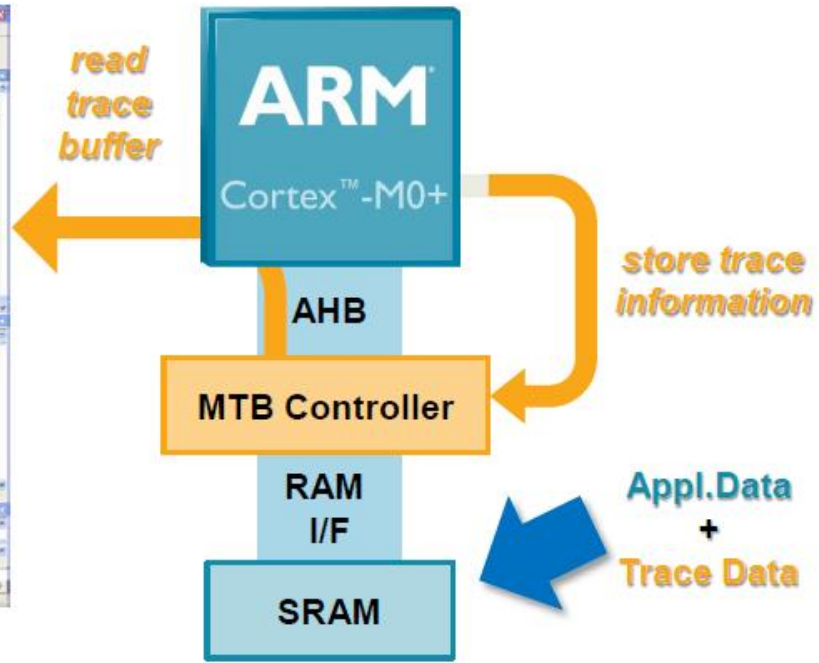 read
trace
buffer
ARM
Cortex™-M0+
store trace
information
AHB
MTB Controller
RAM
I/F
Appl.Data
+
Trace Data
SRAM